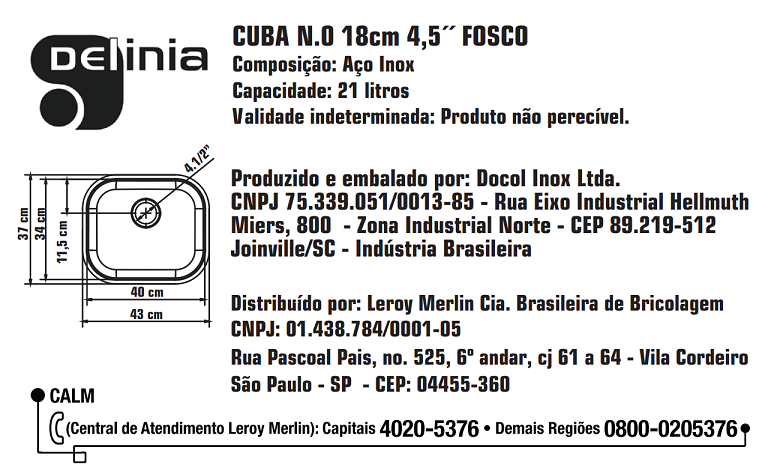 Delinia
CUBA N.0 18cm 4,5´´ FOSCO
Composição: Aço Inox
Capacidade: 21 litros
Validade indeterminada: Produto não perecível.
4.1/2"
37 cm
34 cm
11,5 cm
40 cm
43 cm
Produzido e embalado por: Docol Inox Ltda.
CNPJ 75.339.051/0013-85 - Rua Eixo Industrial Hellmuth
Miers, 800 - Zona Industrial Norte - CEP 89.219-512
Joinville/SC - Indústria Brasileira
Distribuído por: Leroy Merlin Cia. Brasileira de Bricolagem
CNPJ: 01.438.784/0001-05
Rua Pascoal Pais, no. 525, 6º andar, cj 61 a 64 - Vila Cordeiro
São Paulo - SP - CEP: 04455-360
CALM
(Central de Atendimento Leroy Merlin): Capitais 4020-5376 • Demais Regiões 0800-0205376